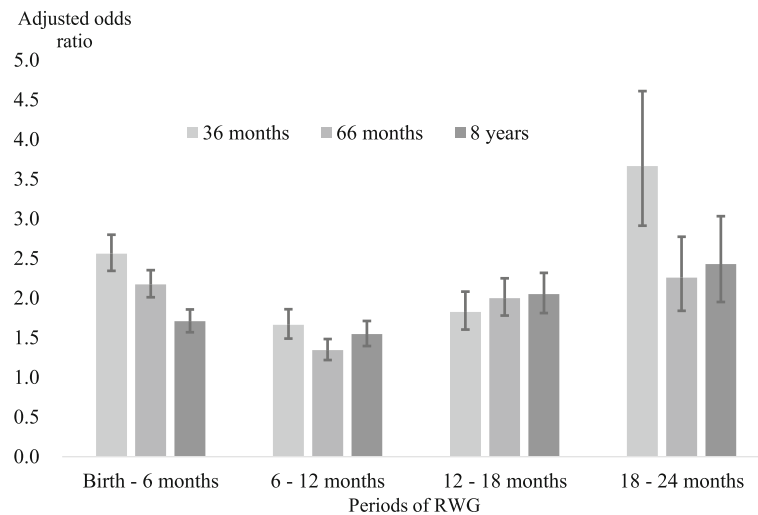 Adjusted odds
ratio
5.0
4.5
4.0
3.5
3.0
2.5
2.0
1.5
1.0
0.5
0.0
36 months 66 months 8 years
Birth - 6 months 6 - 12 months 12 - 18 months 18 - 24 months
Periods of RWG